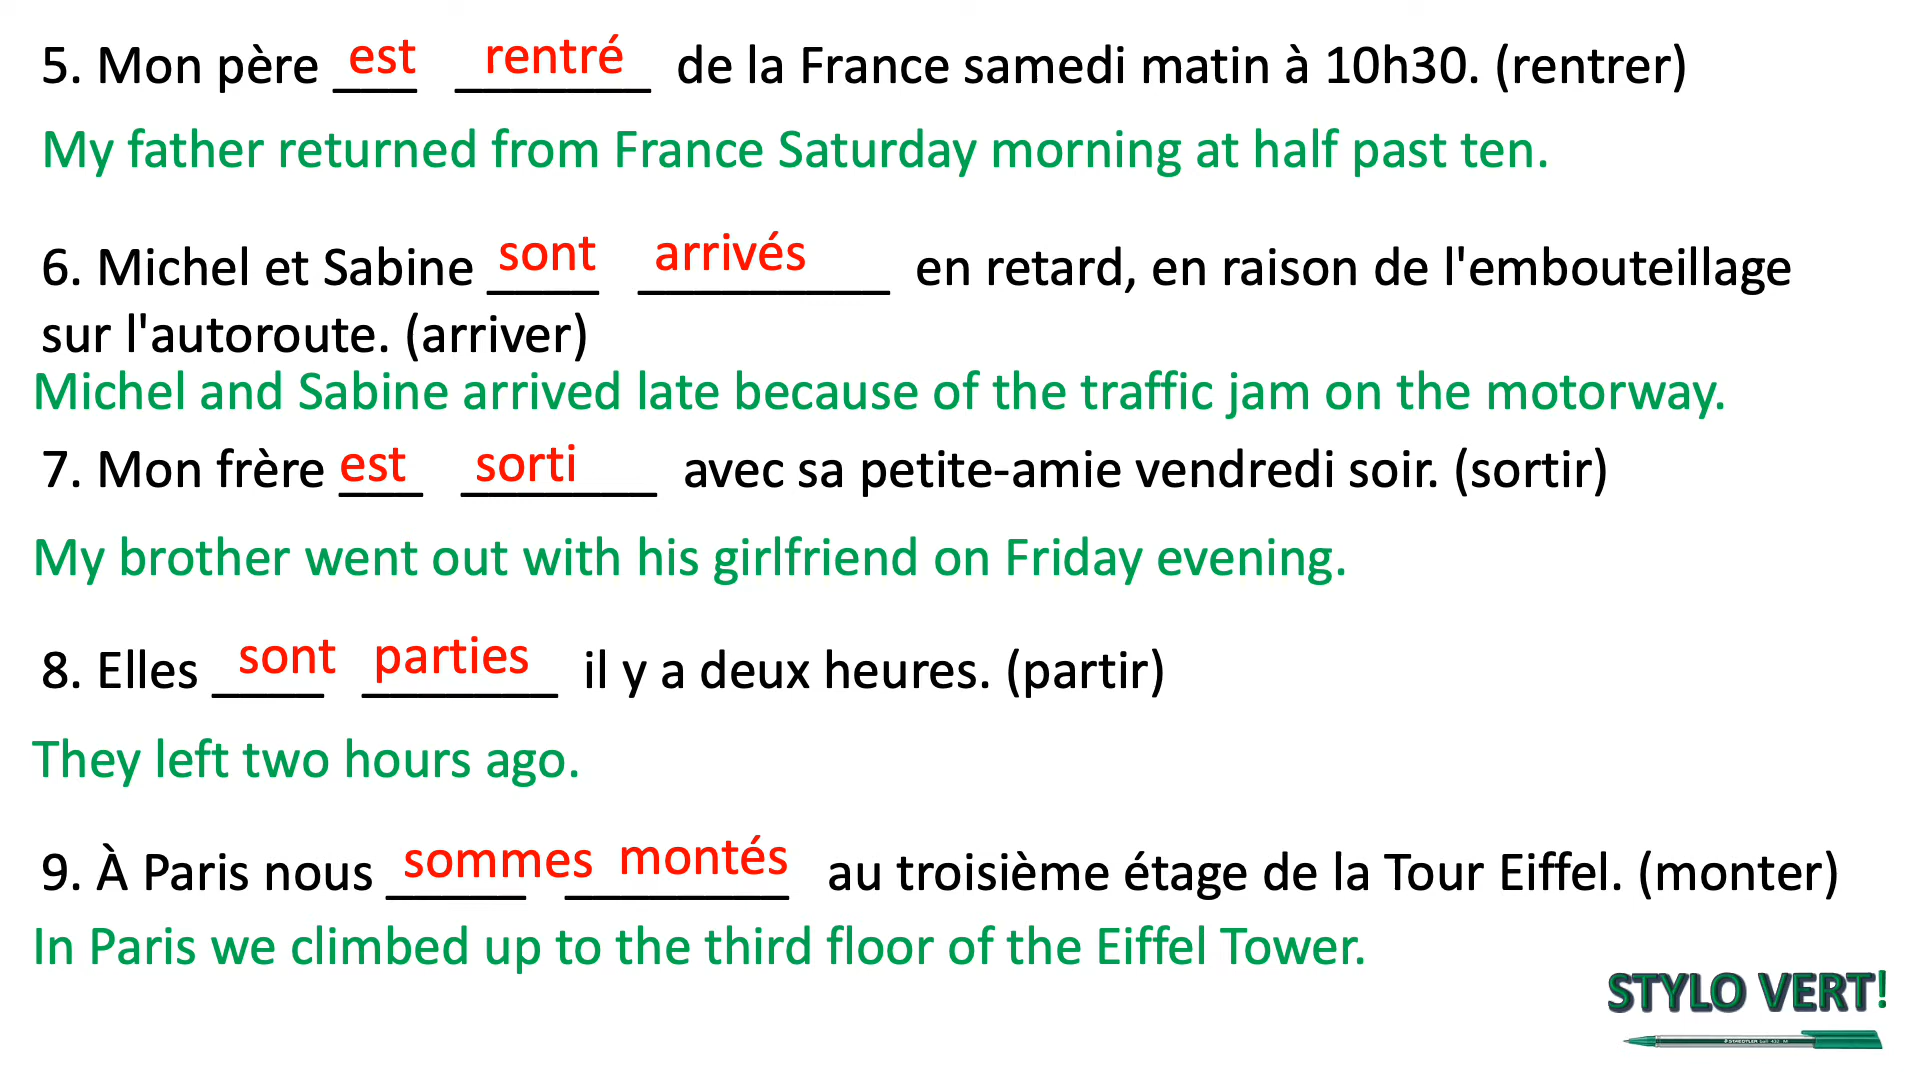 5. Mon père est rentré de la France samedi matin à 10h30. (rentrer)
My father returned from France Saturday morning at half past ten.
6. Michel et Sabine sont arrivés en retard, en raison de l'embouteillage
sur l'autoroute. (arriver)
Michel and Sabine arrived late because of the traffic jam on the motorway.
7. Mon frère est sorti avec sa petite-amie vendredi soir. (sortir)
My brother went out with his girlfriend on Friday evening.
8. Elles sont parties il y a deux heures. (partir)
They left two hours ago.
9. À Paris nous sommes montés au troisième étage de la Tour Eiffel. (monter)
In Paris we climbed up to the third floor of the Eiffel Tower.
STYLO VERT!
STAEDTLER ball 432 M